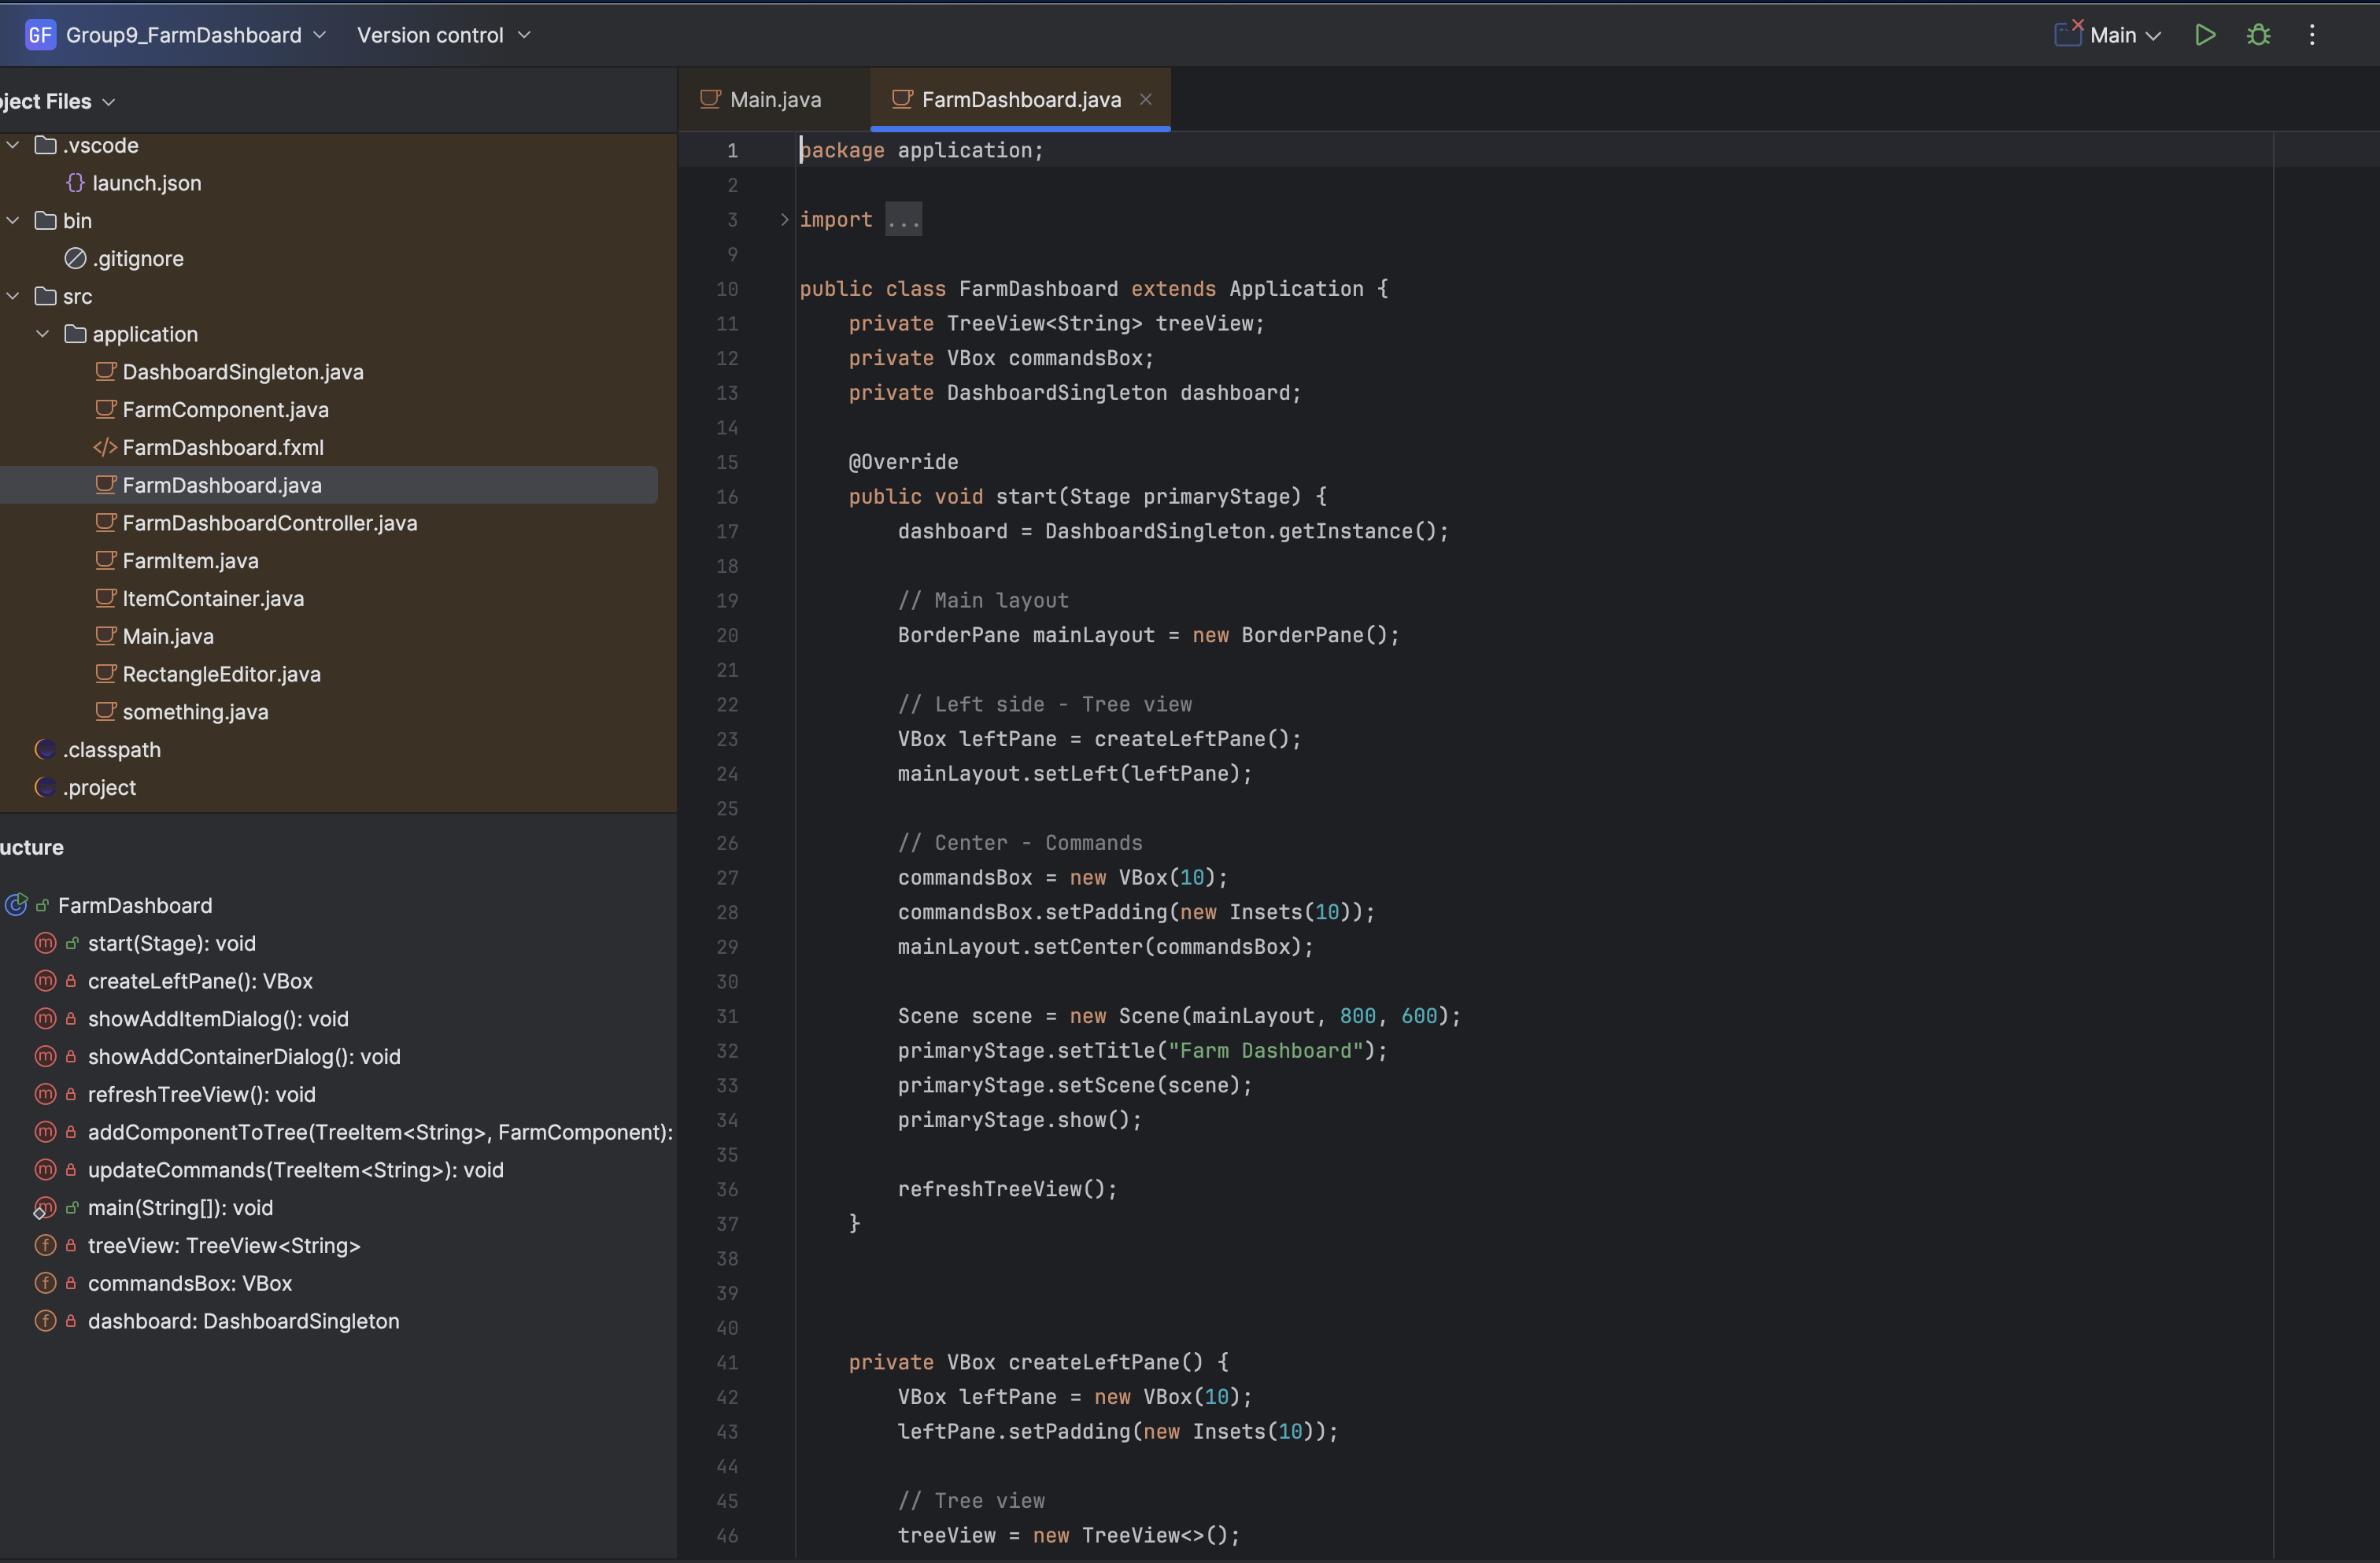 GF Group9_FarmDashboard Version control Main
ject Files
.vscode
launch.json
bin
.gitignore
src
application
DashboardSingleton.java
FarmComponent.java
FarmDashboard.fxml
FarmDashboard.java
FarmDashboardController.java
FarmItem.java
ItemContainer.java
Main.java
RectangleEditor.java
something.java
.classpath
.project
ucture
FarmDashboard
start(Stage): void
createLeftPane(): VBox
showAddItemDialog(): void
showAddContainerDialog(): void
refreshTreeView(): void
addComponentToTree(TreeItem<String>, FarmComponent):
updateCommands(TreeItem<String>): void
main(String[]): void
treeView: TreeView<String>
commandsBox: VBox
dashboard: DashboardSingleton
Main.java FarmDashboard.java
1 package application;
2
3 import ...
9
10 public class FarmDashboard extends Application {
11 private TreeView<String> treeView;
12 private VBox commandsBox;
13 private DashboardSingleton dashboard;
14
15 @Override
16 public void start(Stage primaryStage) {
17 dashboard = DashboardSingleton.getInstance();
18
19 // Main layout
20 BorderPane mainLayout = new BorderPane();
21
22 // Left side - Tree view
23 VBox leftPane = createLeftPane();
24 mainLayout.setLeft(leftPane);
25
26 // Center - Commands
27 commandsBox = new VBox(10);
28 commandsBox.setPadding(new Insets(10));
29 mainLayout.setCenter(commandsBox);
30
31 Scene scene = new Scene(mainLayout, 800, 600);
32 primaryStage.setTitle("Farm Dashboard");
33 primaryStage.setScene(scene);
34 primaryStage.show();
35
36 refreshTreeView();
37 }
38
39
40
41 private VBox createLeftPane() {
42 VBox leftPane = new VBox(10);
43 leftPane.setPadding(new Insets(10));
44
45 // Tree view
46 treeView = new TreeView<>();